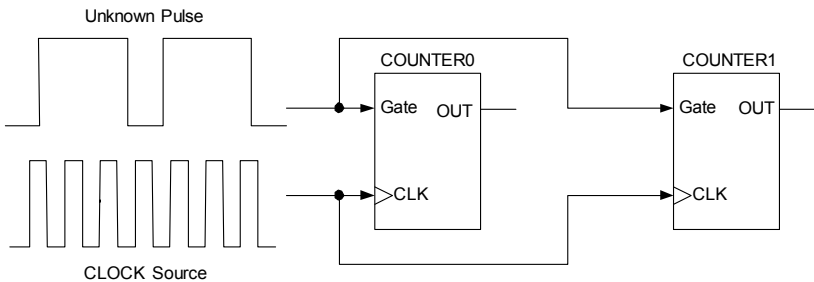 Unknown Pulse
COUNTER0
COUNTER1
Gate OUT
Gate OUT
CLK
CLK
CLOCK Source